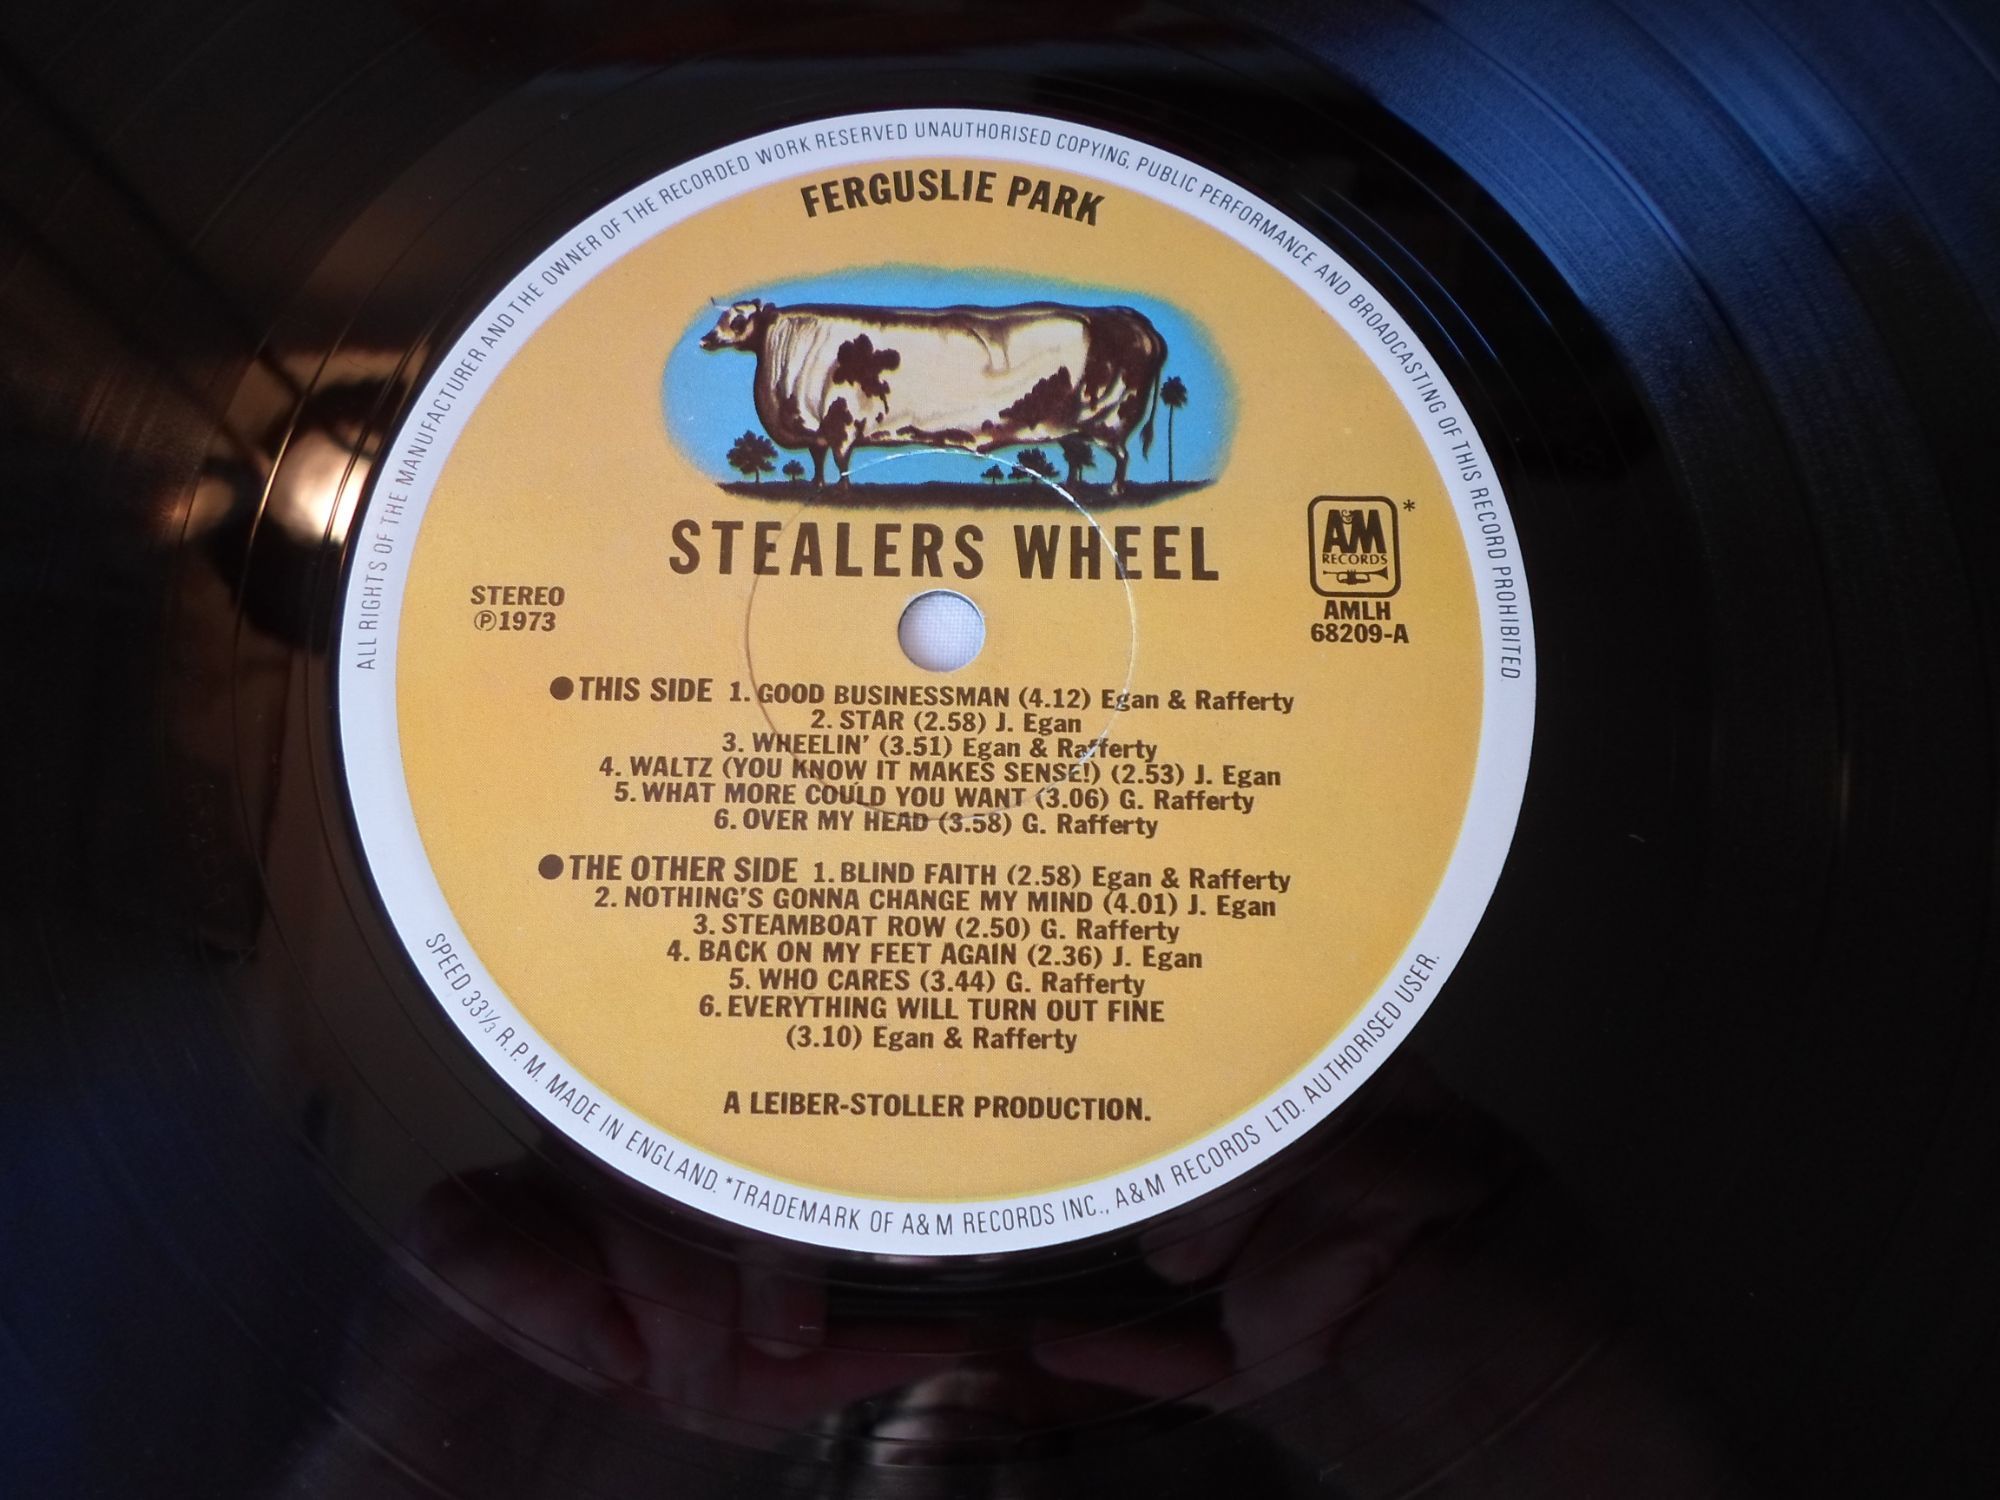 ALL RIGHTS OF THE MANUFACTURER AND THE OWNER OF THE RECORDED WORK RESERVED UNAUTHORISED COPYING, PUBLIC PERFORMANCE AND BROADCASTING OF THIS RECORD PROHIBITED.
FERGUSLIE PARK
STEALERS WHEEL
STEREO
℗1973
A&M
RECORDS
*
AMLH
68209-A
●THIS SIDE 1. GOOD BUSINESSMAN (4.12) Egan & Rafferty
2. STAR (2.58) J. Egan
3. WHEELIN' (3.51) Egan & Rafferty
4. WALTZ (YOU KNOW IT MAKES SENSE!) (2.53) J. Egan
5. WHAT MORE COULD YOU WANT (3.06) G. Rafferty
6. OVER MY HEAD (3.58) G. Rafferty
●THE OTHER SIDE 1. BLIND FAITH (2.58) Egan & Rafferty
2. NOTHING'S GONNA CHANGE MY MIND (4.01) J. Egan
3. STEAMBOAT ROW (2.50) G. Rafferty
4. BACK ON MY FEET AGAIN (2.36) J. Egan
5. WHO CARES (3.44) G. Rafferty
6. EVERYTHING WILL TURN OUT FINE
(3.10) Egan & Rafferty
A LEIBER-STOLLER PRODUCTION.
SPEED 33⅓ R.P.M. MADE IN ENGLAND. *TRADEMARK OF A&M RECORDS INC., A&M RECORDS LTD. AUTHORISED USER.